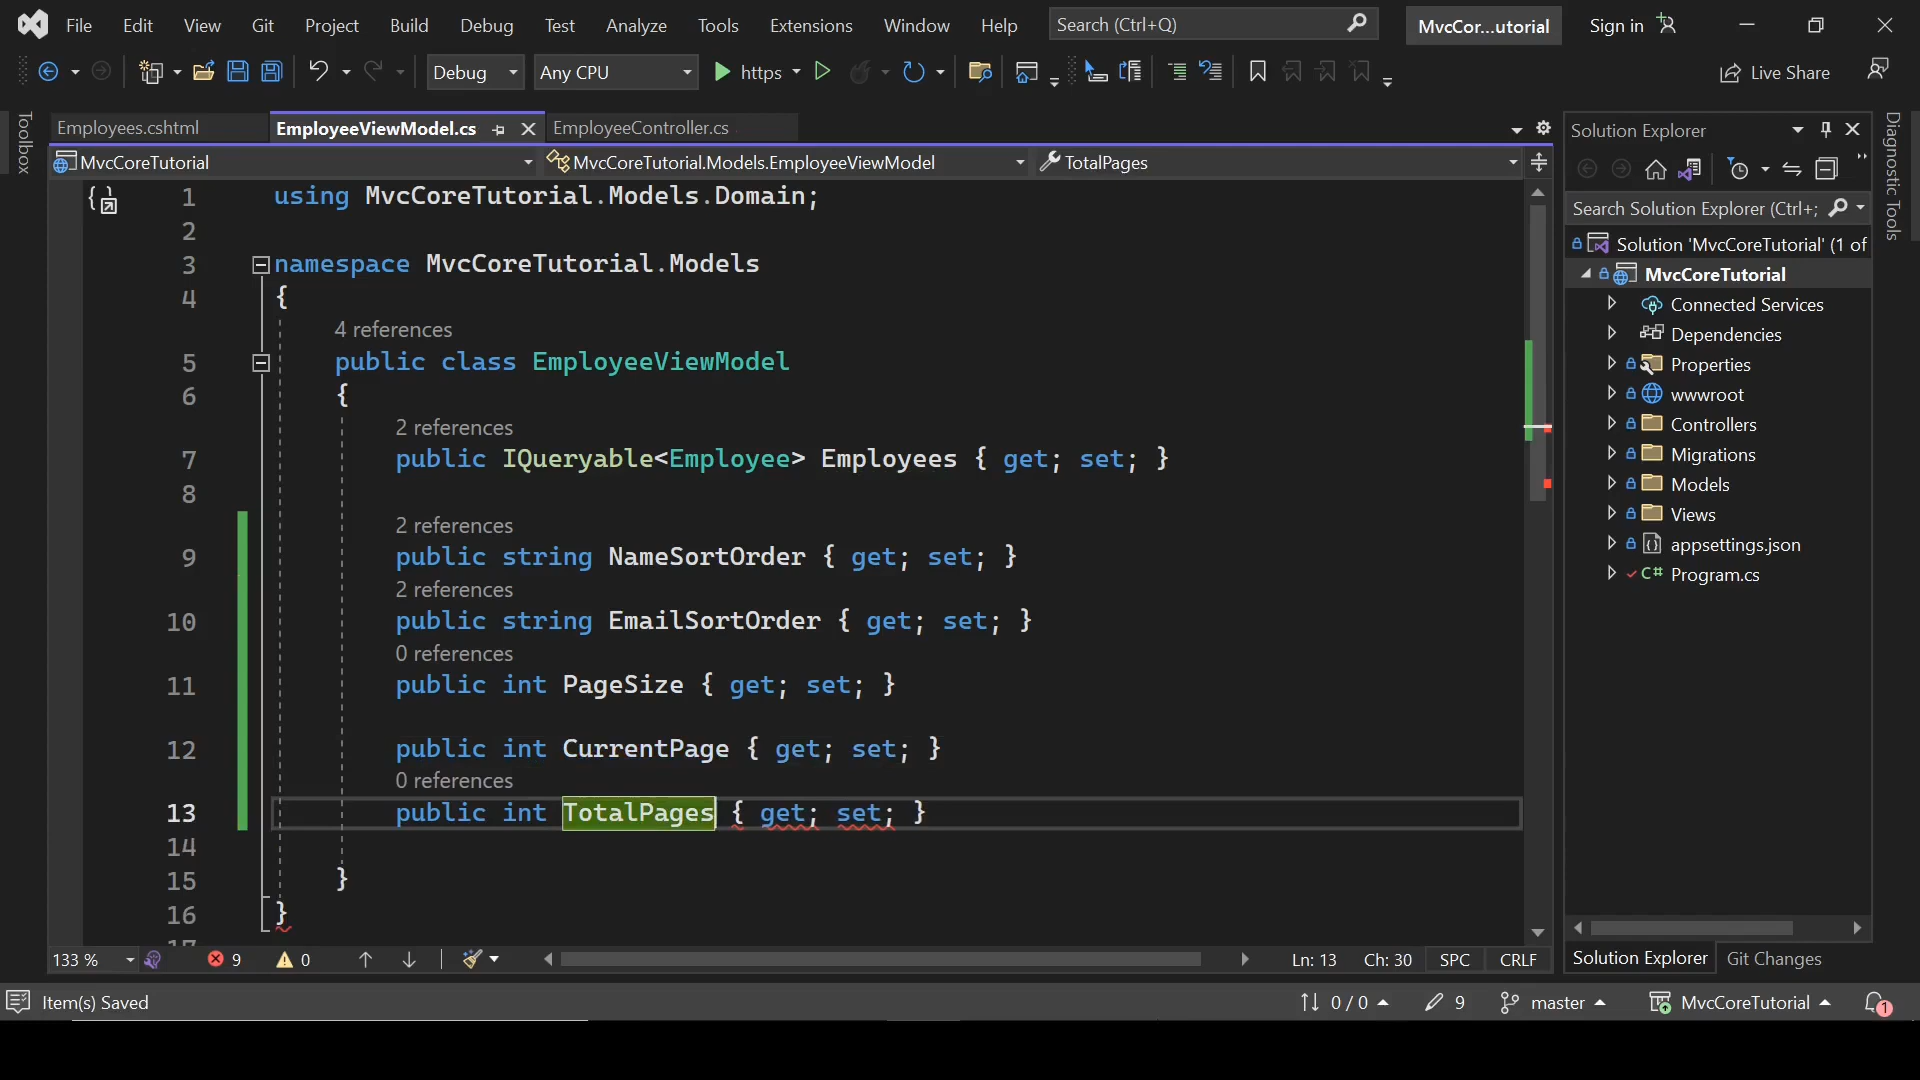 File Edit View Git Project Build Debug Test Analyze Tools Extensions Window Help Search (Ctrl+Q) MvcCor...utorial Sign in
Debug Any CPU https Live Share
Toolbox
Employees.cshtml EmployeeViewModel.cs EmployeeController.cs
MvcCoreTutorial MvcCoreTutorial.Models.EmployeeViewModel TotalPages
1 using MvcCoreTutorial.Models.Domain;
2
3 namespace MvcCoreTutorial.Models
4 {
4 references
5 public class EmployeeViewModel
6 {
2 references
7 public IQueryable<Employee> Employees { get; set; }
8
2 references
9 public string NameSortOrder { get; set; }
2 references
10 public string EmailSortOrder { get; set; }
0 references
11 public int PageSize { get; set; }
12 public int CurrentPage { get; set; }
0 references
13 public int TotalPages { get; set; }
14
15 }
16 }
133 % 9 0 Ln: 13 Ch: 30 SPC CRLF
Solution Explorer
Search Solution Explorer (Ctrl+;
Solution 'MvcCoreTutorial' (1 of
MvcCoreTutorial
Connected Services
Dependencies
Properties
wwwroot
Controllers
Migrations
Models
Views
appsettings.json
C# Program.cs
Solution Explorer Git Changes
Diagnostic Tools
Item(s) Saved 0 / 0 9 master MvcCoreTutorial 1